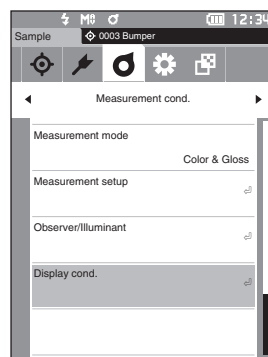 M8 12:34
Sample 0003 Bumper
Measurement cond.
Measurement mode
Color & Gloss
Measurement setup
Observer/Illuminant
Display cond.